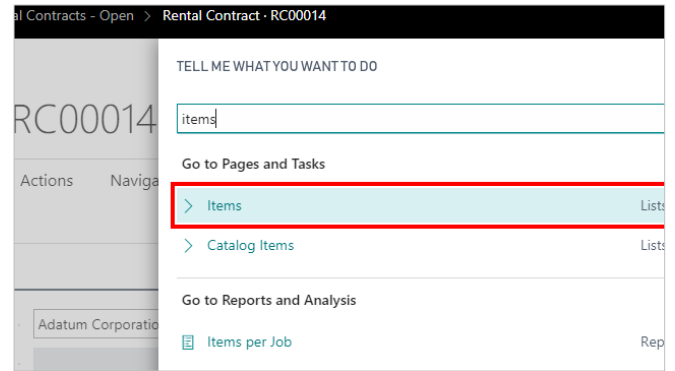 al Contracts - Open > Rental Contract · RC00014
TELL ME WHAT YOU WANT TO DO
RC00014
items
Go to Pages and Tasks
Actions Naviga
Items Lists
Catalog Items Lists
Go to Reports and Analysis
Adatum Corporatio
Items per Job Rep